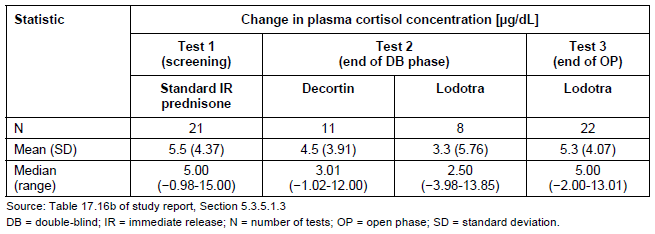 Statistic Change in plasma cortisol concentration [µg/dL]
Test 1 Test 2 Test 3
(screening) (end of DB phase) (end of OP)
Standard IR Decortin Lodotra Lodotra
prednisone
N 21 11 8 22
Mean (SD) 5.5 (4.37) 4.5 (3.91) 3.3 (5.76) 5.3 (4.07)
Median 5.00 3.01 2.50 5.00
(range) (−0.98-15.00) (−1.02-12.00) (−3.98-13.85) (−2.00-13.01)
Source: Table 17.16b of study report, Section 5.3.5.1.3
DB = double-blind; IR = immediate release; N = number of tests; OP = open phase; SD = standard deviation.